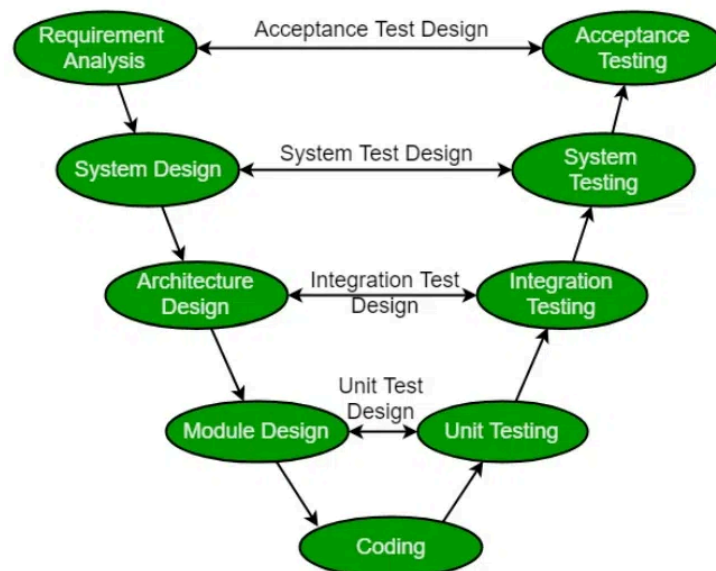 Requirement
Analysis
Acceptance Test Design
Acceptance
Testing
System Design
System Test Design
System
Testing
Architecture
Design
Integration Test
Design
Integration
Testing
Module Design
Unit Test
Design
Unit Testing
Coding